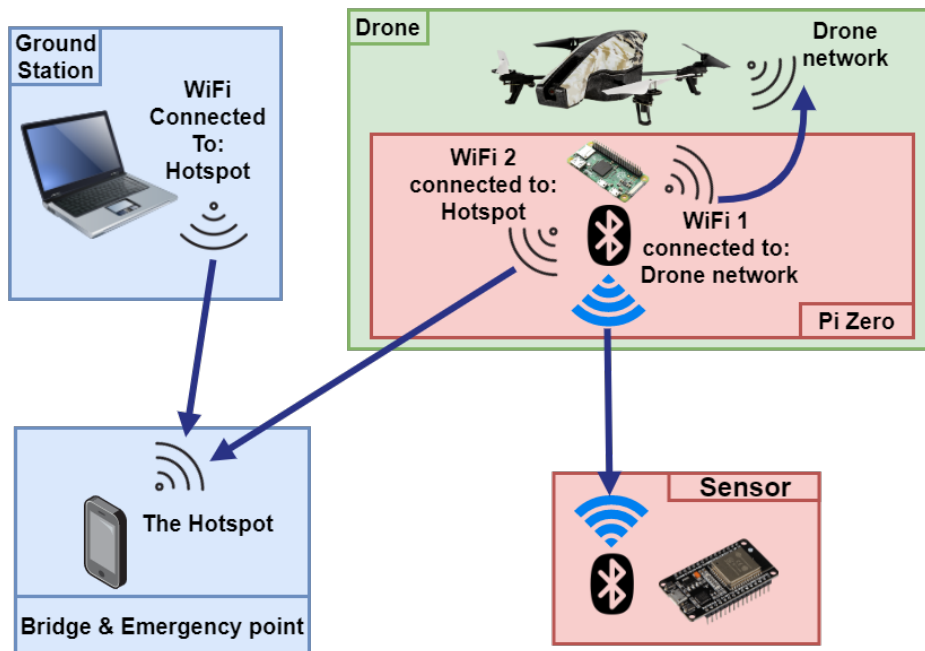 Ground
Station
WiFi
Connected
To:
Hotspot
Drone
Drone
network
WiFi 2
connected to:
Hotspot
WiFi 1
connected to:
Drone network
Pi Zero
The Hotspot
Bridge & Emergency point
Sensor